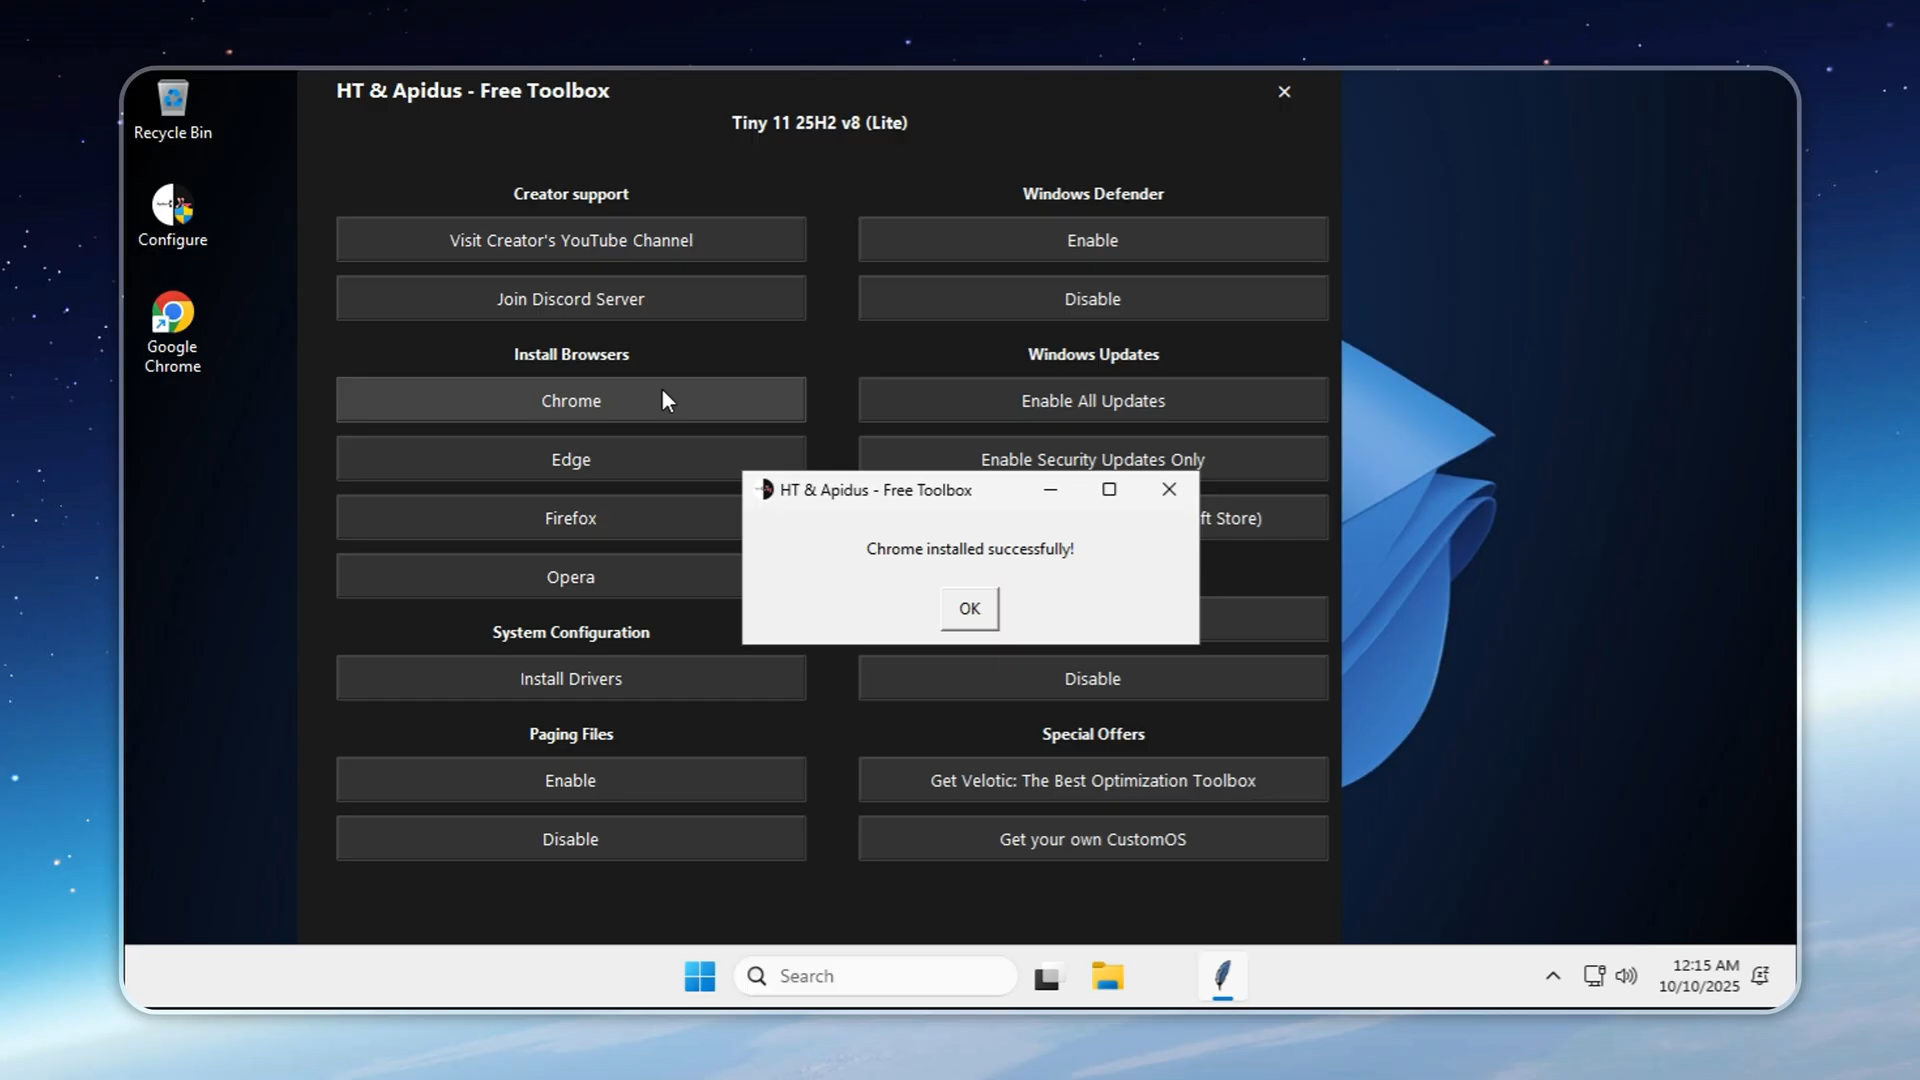 HT & Apidus - Free Toolbox
Tiny 11 25H2 v8 (Lite)
Recycle Bin
Configure
Google
Chrome
Creator support
Visit Creator's YouTube Channel
Join Discord Server
Install Browsers
Chrome
Edge
Firefox
Opera
System Configuration
Install Drivers
Paging Files
Enable
Disable
Windows Defender
Enable
Disable
Windows Updates
Enable All Updates
Enable Security Updates Only
ft Store)
Disable
Special Offers
Get Velotic: The Best Optimization Toolbox
Get your own CustomOS
HT & Apidus - Free Toolbox
Chrome installed successfully!
OK
Search
12:15 AM
10/10/2025